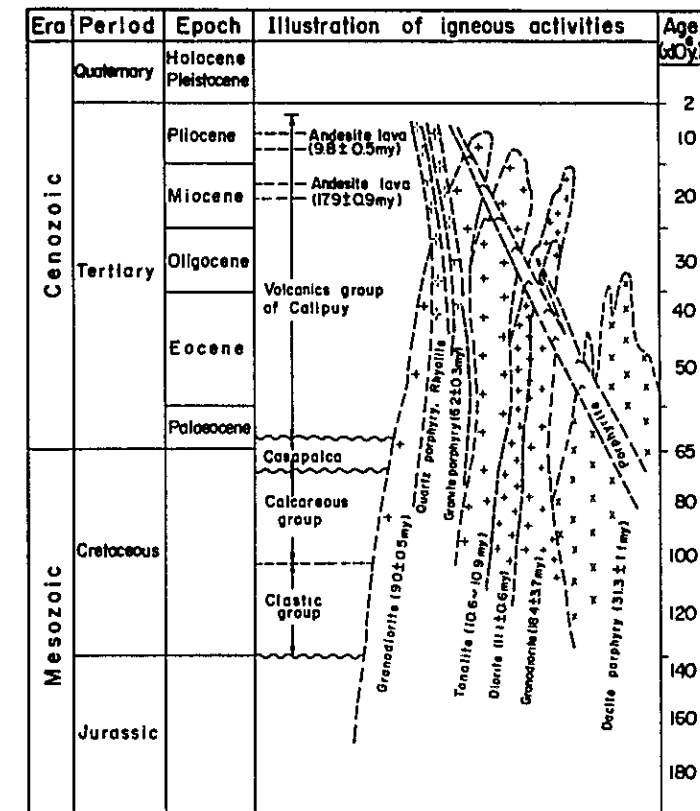 Era Period Epoch Illustration of igneous activities Age
Quaternary
Holocene
Pleistocene
2
Pliocene
Andesite lava
(9.8±0.5my)
10
Miocene
Andesite lava
(17.9±0.9my)
20
Cenozoic
Tertiary
Oligocene
30
Volcanics group
of Calipuy
40
Eocene
50
Palaeocene
65
Casapalca
80
Calcareous
group
Cretaceous
100
Clastic
group
120
Mesozoic
140
160
Jurassic
180
Granodiorite (9.0±0.5my)
Quartz porphyry, Rhyolite
Granite porphyry (6.2±0.3my)
Tonalite (10.6~10.9my)
Diorite (11.1±0.6my)
Granodiorite (18.4±3.7my)
Porphyrite
Dacite porphyry (31.3±1.1my)